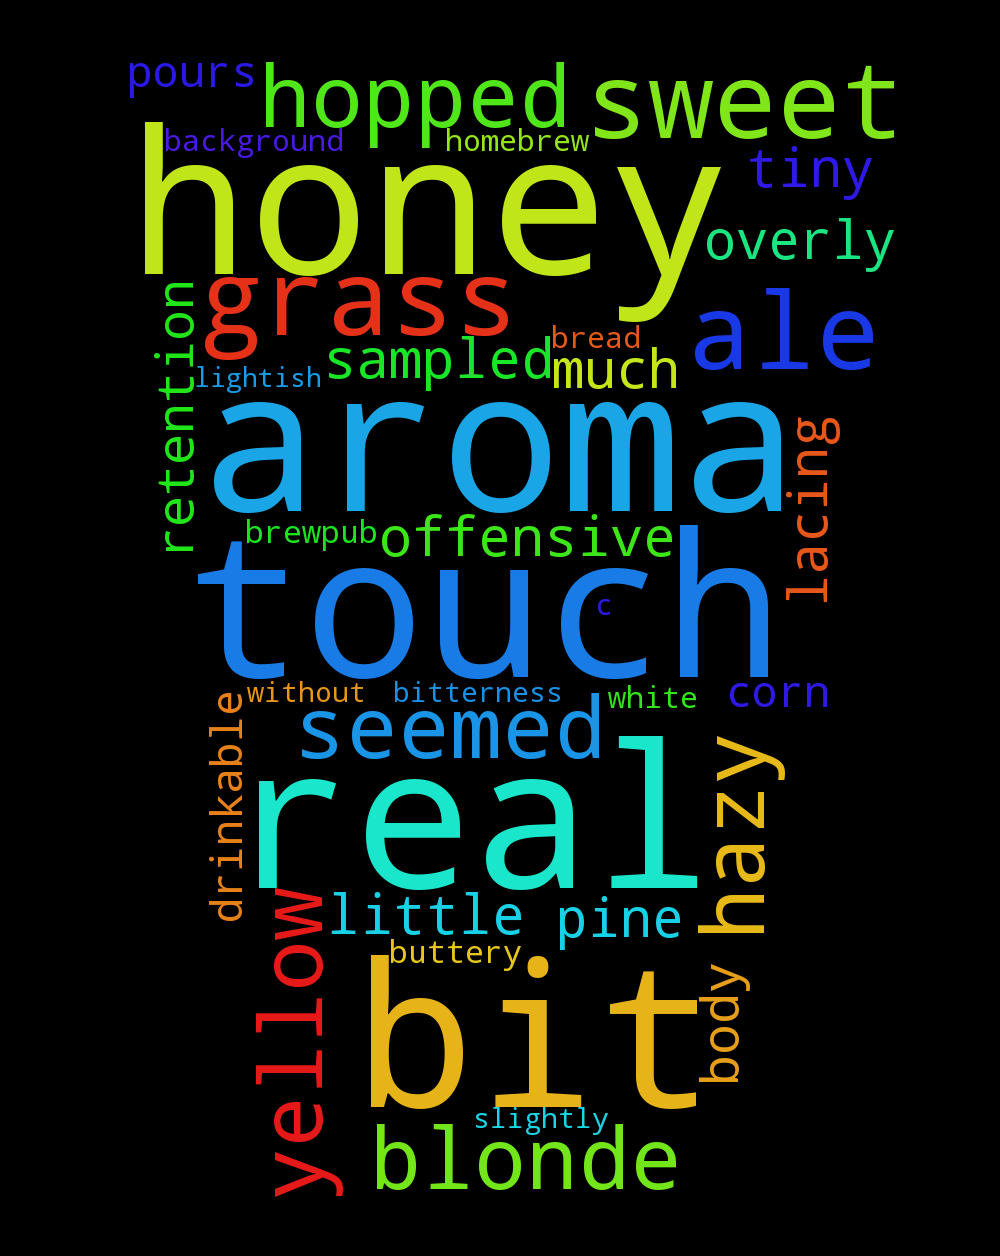 pours
hopped
sweet
background
homebrew
honey
tiny
overly
grass
ale
retention
sampled
bread
much
lightish
aroma
lacing
brewpub
offensive
touch
c
without
bitterness
white
corn
drinkable
seemed
hazy
real
yellow
little
pine
buttery
bit
body
slightly
blonde